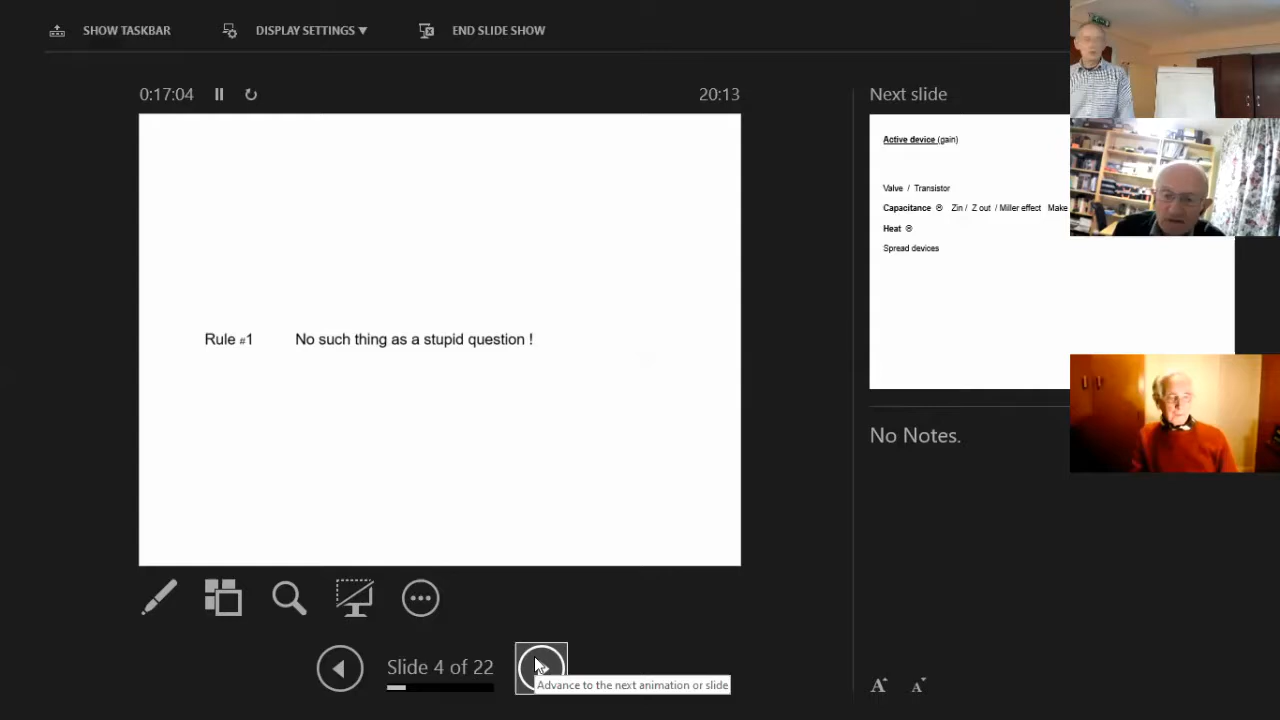 SHOW TASKBAR
DISPLAY SETTINGS ▼
END SLIDE SHOW
0:17:04
20:13
Rule #1 No such thing as a stupid question !
Next slide
Active device (gain)
Valve / Transistor
Capacitance ☹ Zin / Z out / Miller effect Make
Heat ☹
Spread devices
No Notes.
Slide 4 of 22
Advance to the next animation or slide
A A